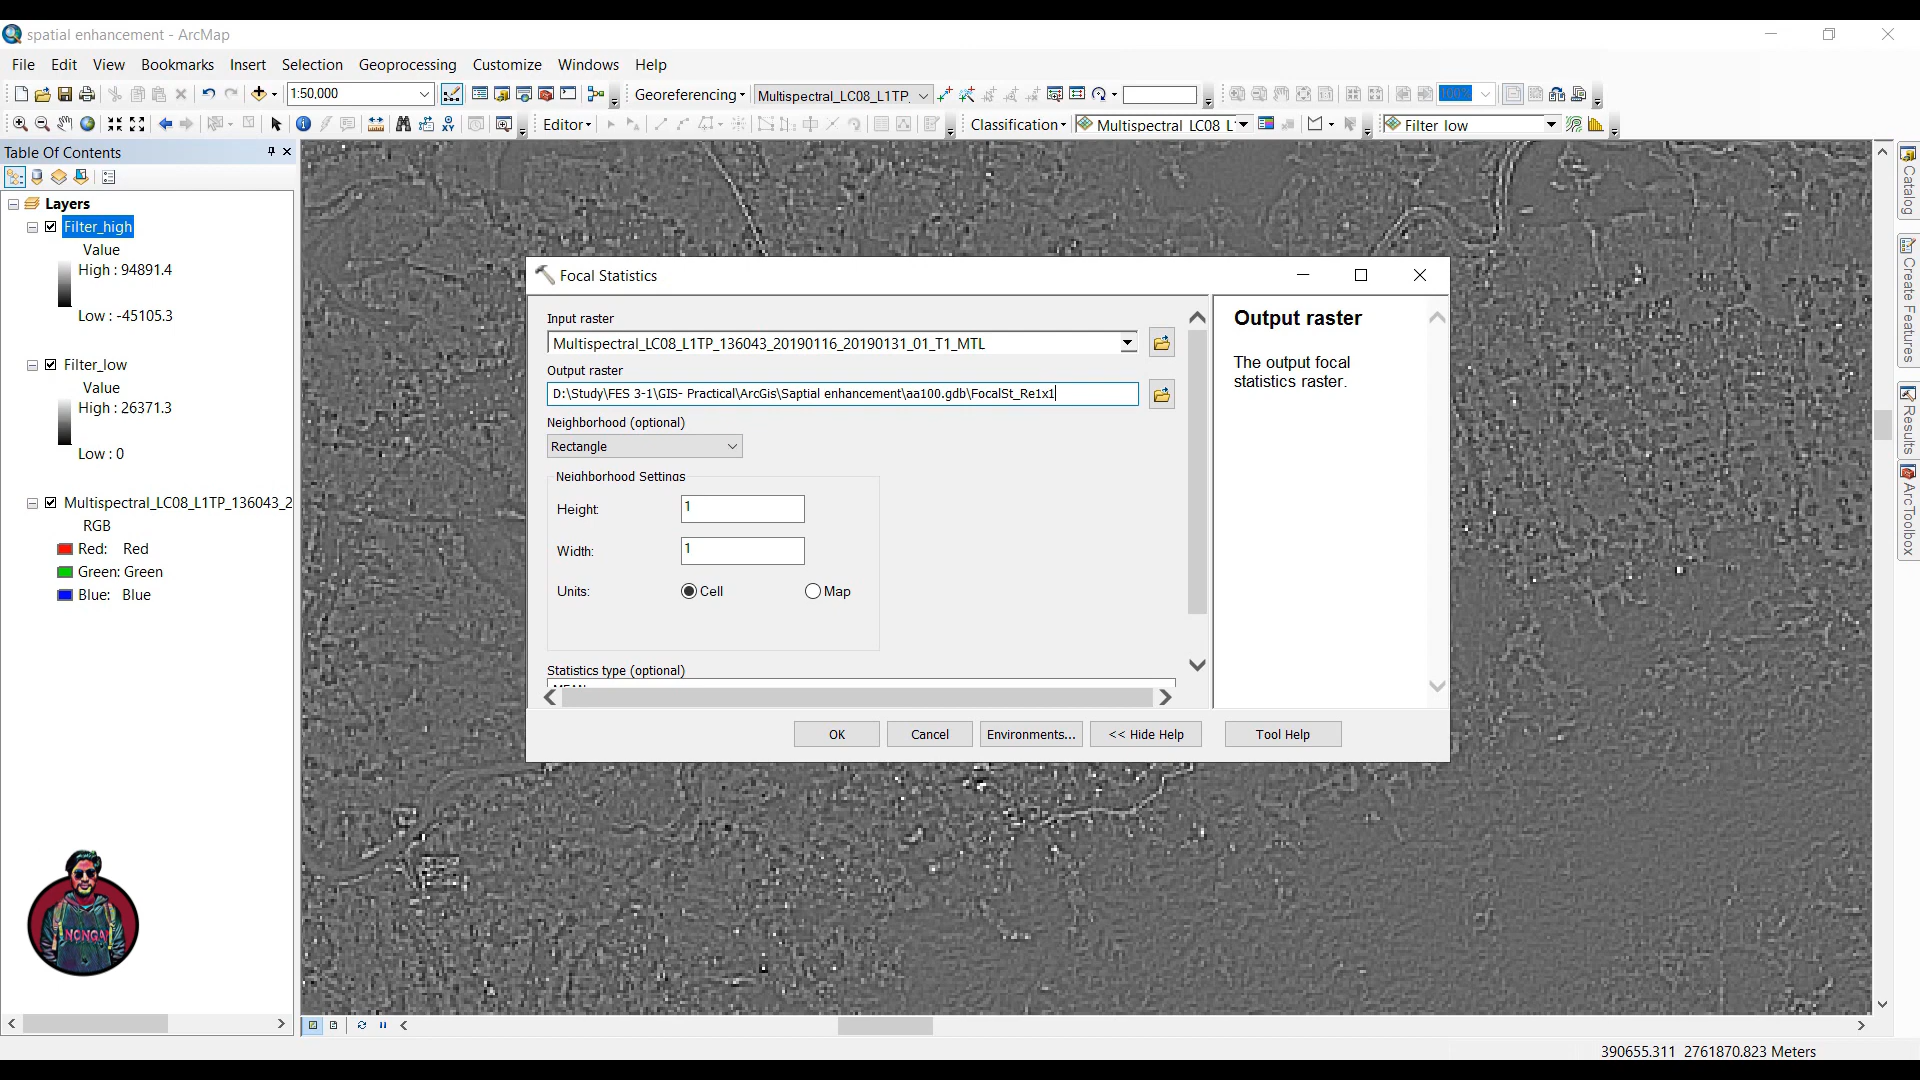 spatial enhancement - ArcMap
File Edit View Bookmarks Insert Selection Geoprocessing Customize Windows Help
1:50,000 Georeferencing Multispectral_LC08_L1TP_ 100%
Editor Classification Multispectral_LC08_L Filter_low
Table Of Contents
Layers
Filter_high
Value
High : 94891.4
Low : -45105.3
Filter_low
Value
High : 26371.3
Low : 0
Multispectral_LC08_L1TP_136043_2
RGB
Red: Red
Green: Green
Blue: Blue
NONGAI
Focal Statistics
Input raster
Multispectral_LC08_L1TP_136043_20190116_20190131_01_T1_MTL
Output raster
D:\Study\FES 3-1\GIS- Practical\ArcGis\Saptial enhancement\aa100.gdb\FocalSt_Re1x1
Neighborhood (optional)
Rectangle
Neighborhood Settings
Height: 1
Width: 1
Units: Cell Map
Statistics type (optional)
MEAN
OK Cancel Environments... << Hide Help Tool Help
Output raster
The output focal
statistics raster.
Catalog
Create Features
Results
ArcToolbox
390655.311 2761870.823 Meters